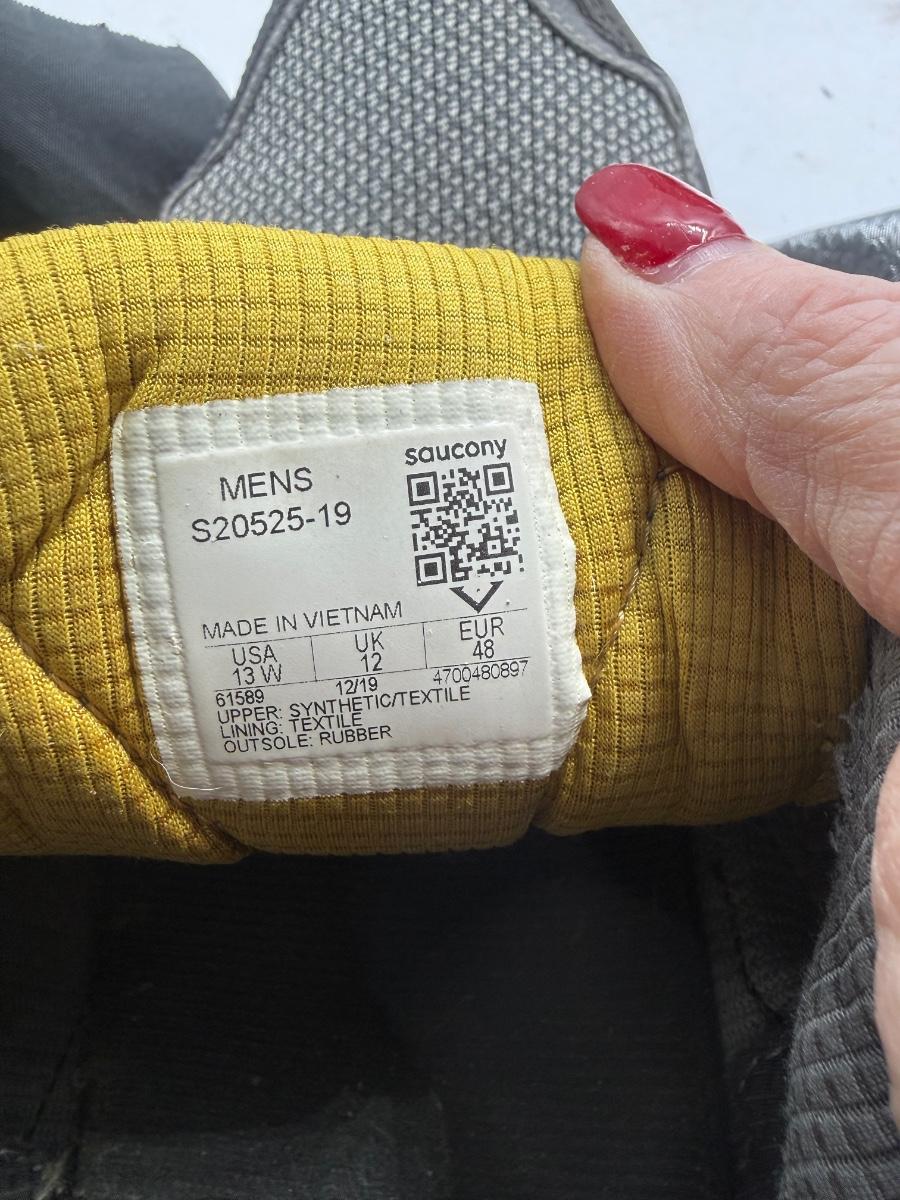 saucony
MENS
S20525-19
MADE IN VIETNAM
USA UK EUR
13 W 12 48
61589 12/19 4700480897
UPPER: SYNTHETIC/TEXTILE
LINING: TEXTILE
OUTSOLE: RUBBER